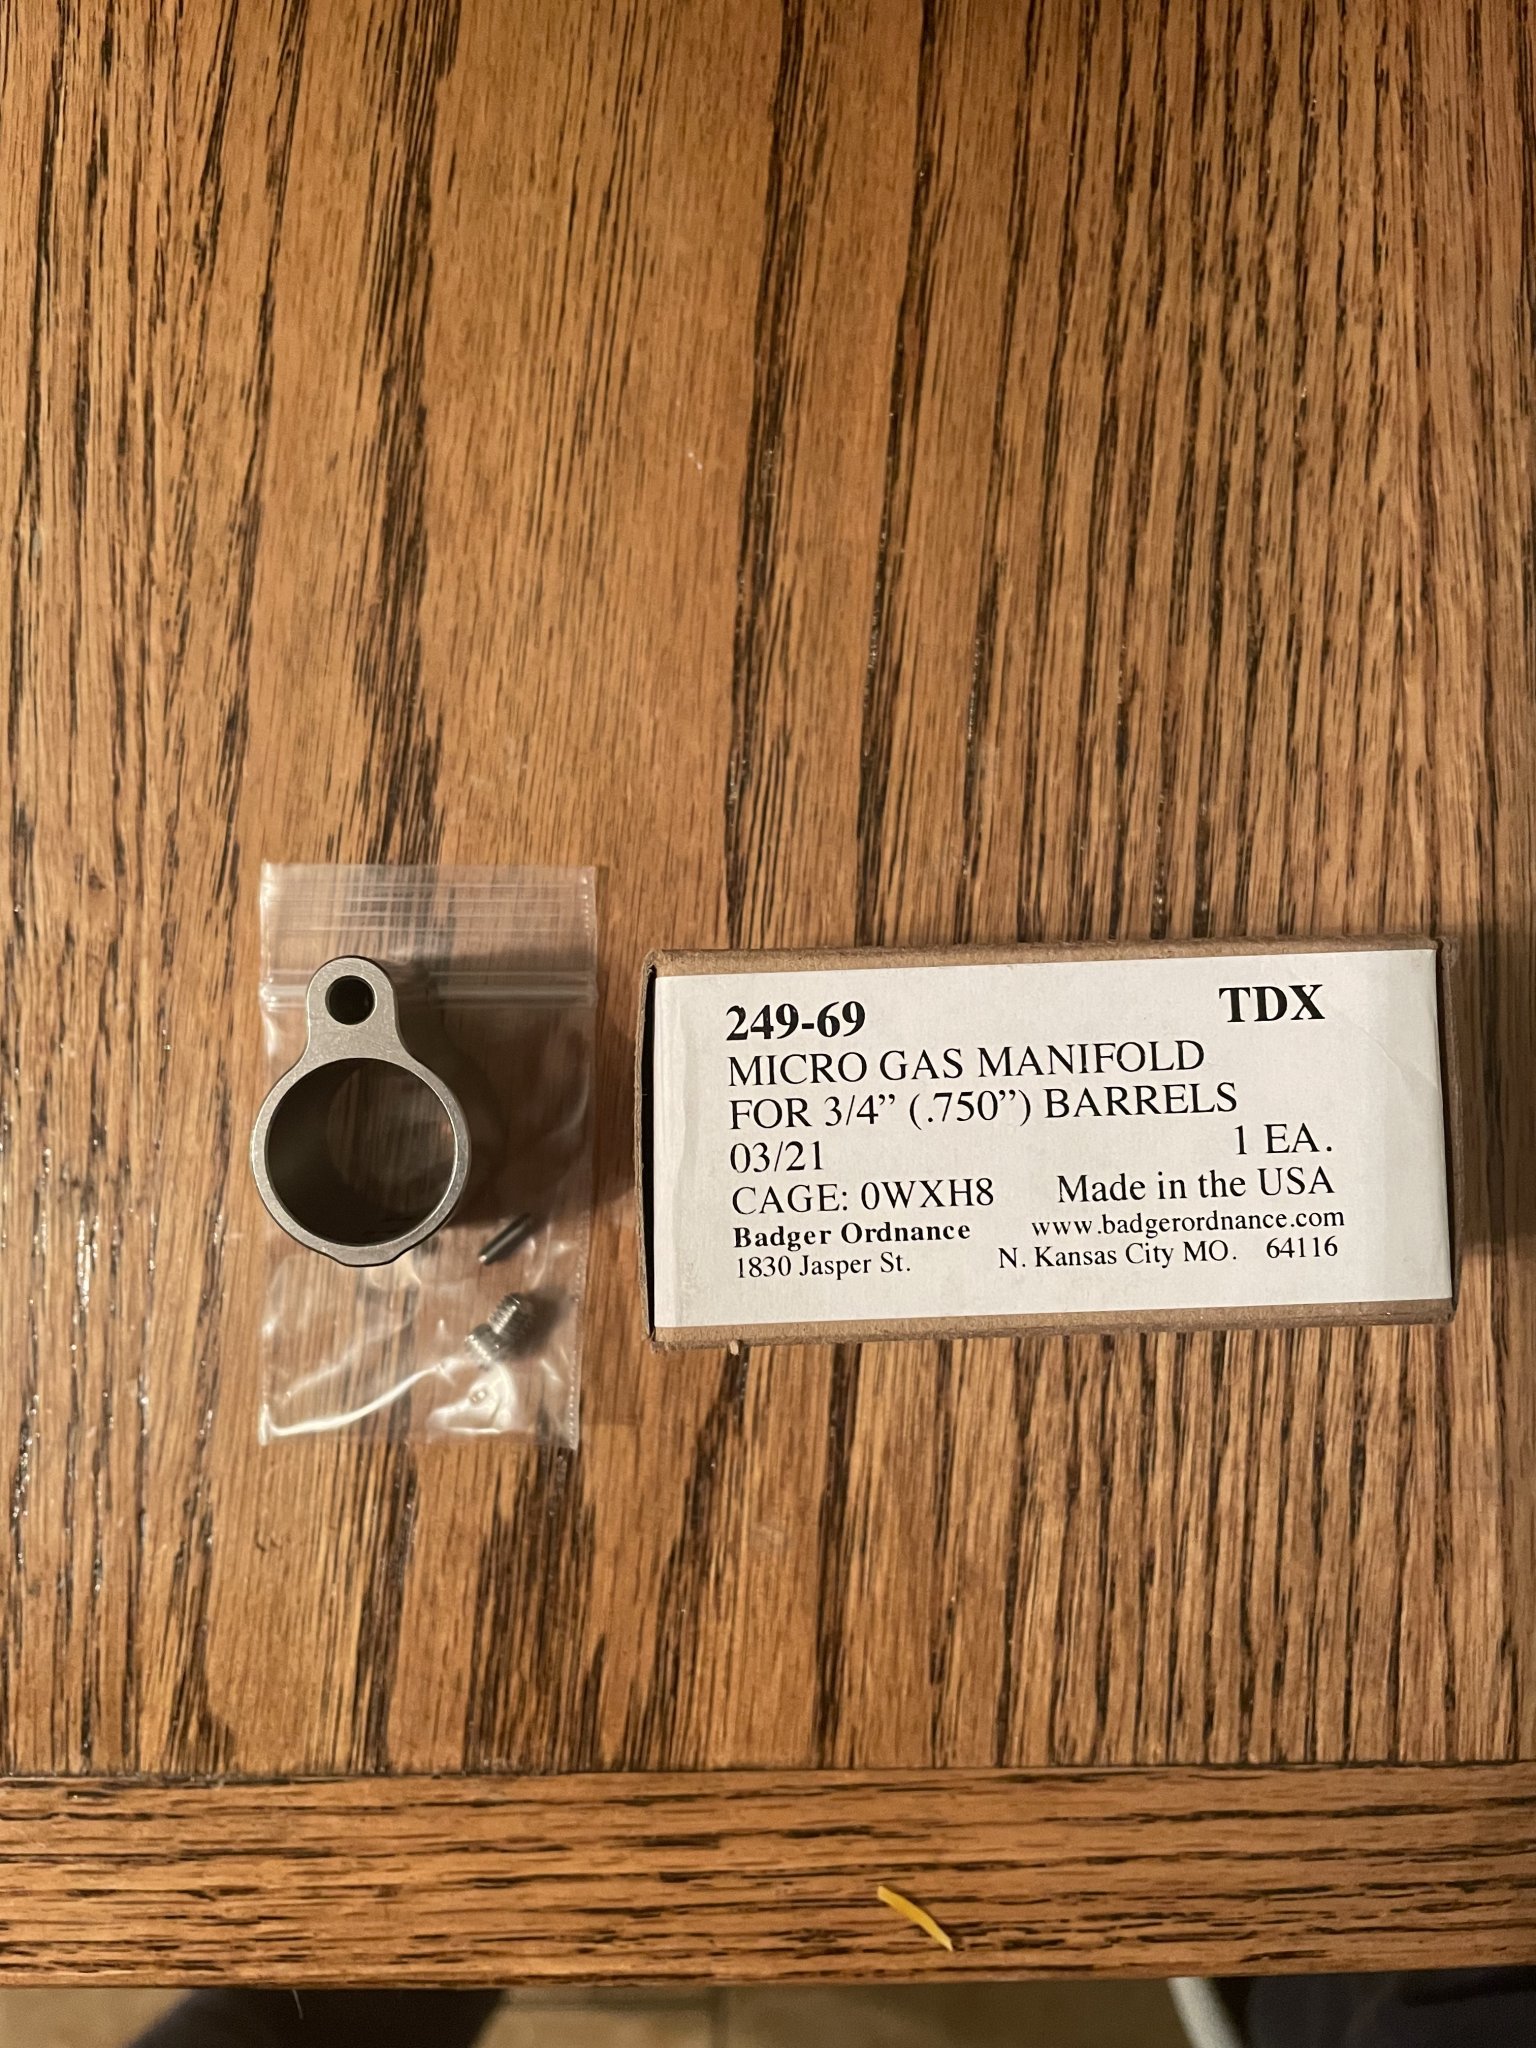 249-69 TDX
MICRO GAS MANIFOLD
FOR 3/4” (.750”) BARRELS
03/21 1 EA.
CAGE: 0WXH8 Made in the USA
Badger Ordnance www.badgerordnance.com
1830 Jasper St. N. Kansas City MO. 64116